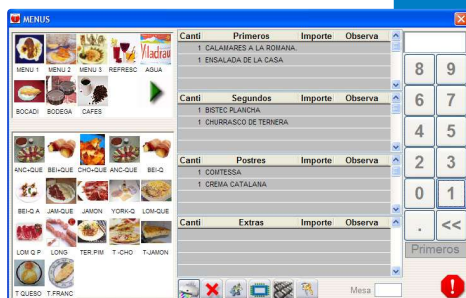 MENUS
MENU 1 MENU 2 MENU 3 REFRESC AGUA
BOCADI BODEGA CAFES
ANC+QUE BEI+QUE CHO+QUE ANC-QUE BEI-Q
BEI-Q A JAM-QUE JAMON YORK-Q LOM-QUE
LOM Q P LONG TER.PIM T -CHO T-JAMON
T QUESO T.FRANC
Canti Primeros Importe Observa
1 CALAMARES A LA ROMANA.
1 ENSALADA DE LA CASA
Canti Segundos Importe Observa
1 BISTEC PLANCHA
1 CHURRASCO DE TERNERA
Canti Postres Importe Observa
1 COMTESSA
1 CREMA CATALANA
Canti Extras Importe Observa
Mesa
8 9
6 7
4 5
2 3
0 1
. <<
Primeros